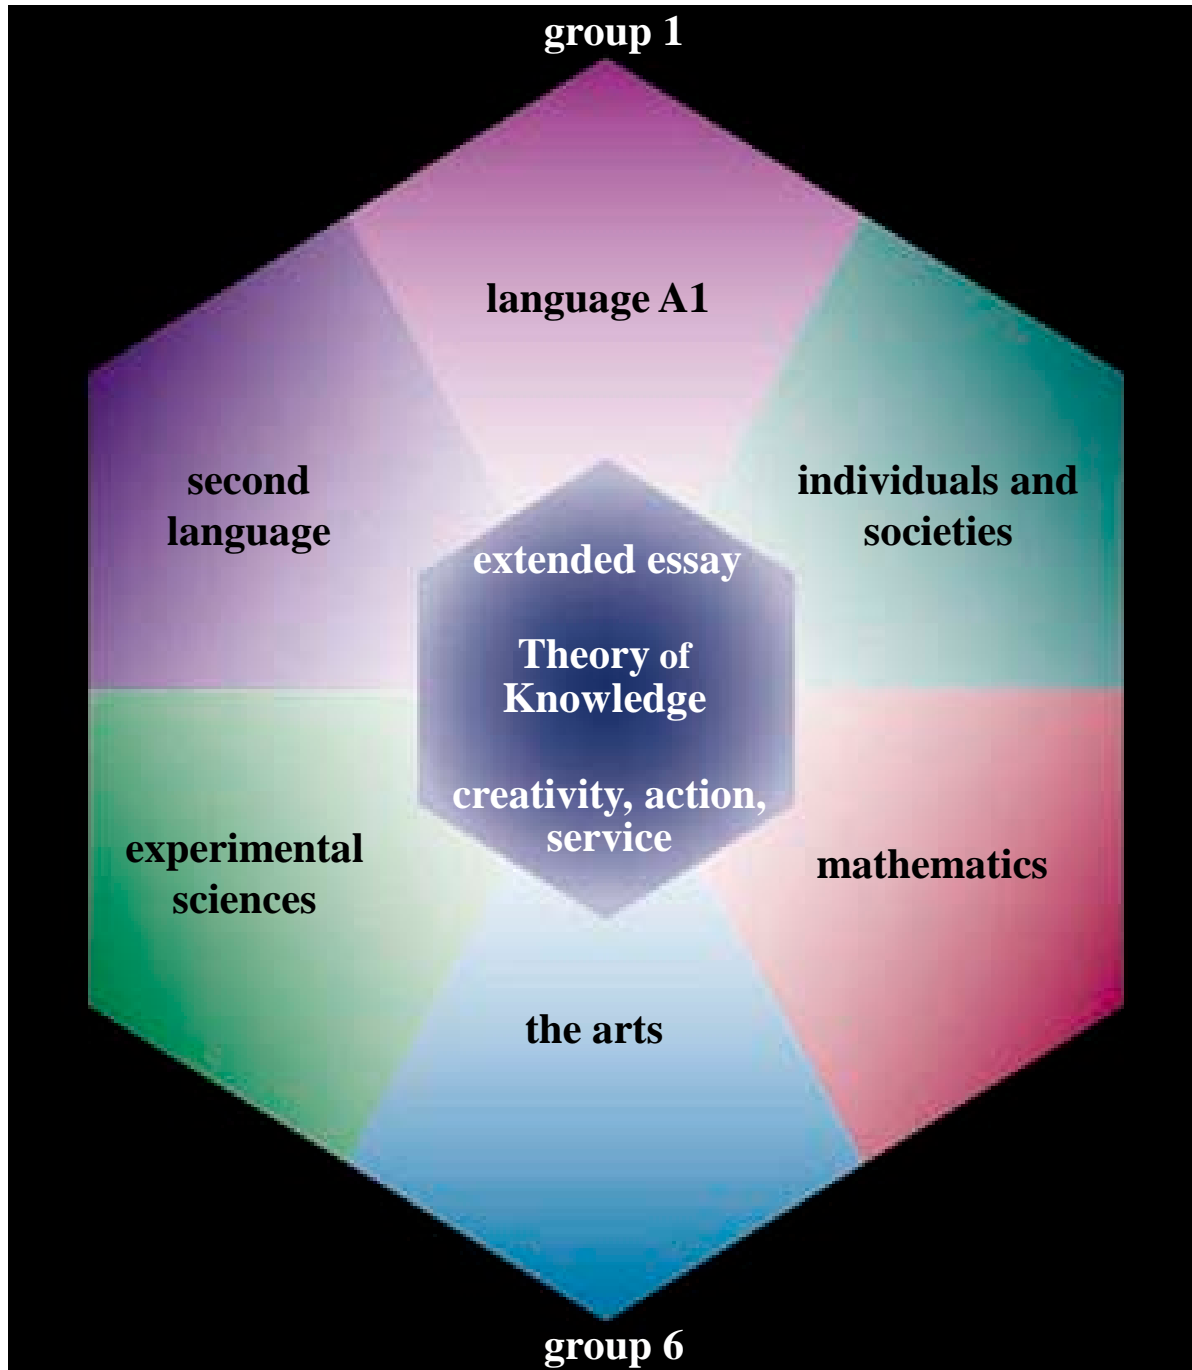 group 1
language A1
second
language
individuals and
societies
extended essay
Theory of
Knowledge
creativity, action,
service
experimental
sciences
mathematics
the arts
group 6